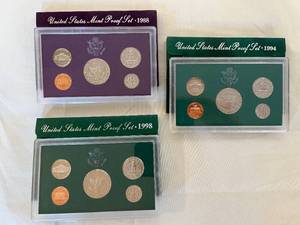 United States Mint Proof Set · 1988
United States Mint Proof Set · 1994
United States Mint Proof Set · 1998